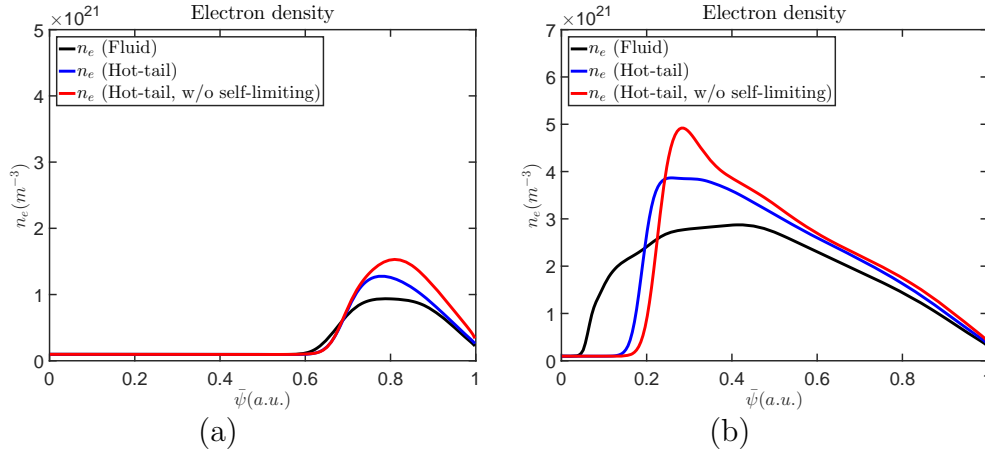 Electron density
×10^21
5
4
3
2
1
0
n_e(m^{-3})
n_e (Fluid)
n_e (Hot-tail)
n_e (Hot-tail, w/o self-limiting)
0 0.2 0.4 0.6 0.8 1
ψ̄(a.u.)
(a)
Electron density
×10^21
7
6
5
4
3
2
1
0
n_e(m^{-3})
n_e (Fluid)
n_e (Hot-tail)
n_e (Hot-tail, w/o self-limiting)
0 0.2 0.4 0.6 0.8 1
ψ̄(a.u.)
(b)